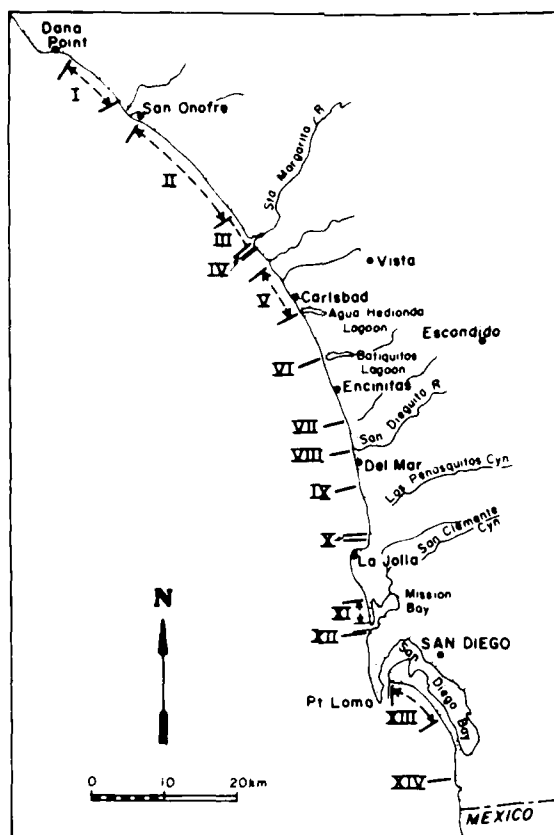 Dana
Point
I
San Onofre
II
Sta Margarita R
III
IV
Vista
V
Carlsbad
Agua Hedionda
Lagoon
Escondido
VI
Batiquitos
Lagoon
Encinitas
VII
San Dieguito R
VIII
Del Mar
IX
Los Penasquitos Cyn
X
San Clemente
Cyn
La Jolla
N
XI
Mission
Bay
XII
SAN DIEGO
San Diego Bay
Pt Loma
XIII
XIV
0 10 20km
MEXICO